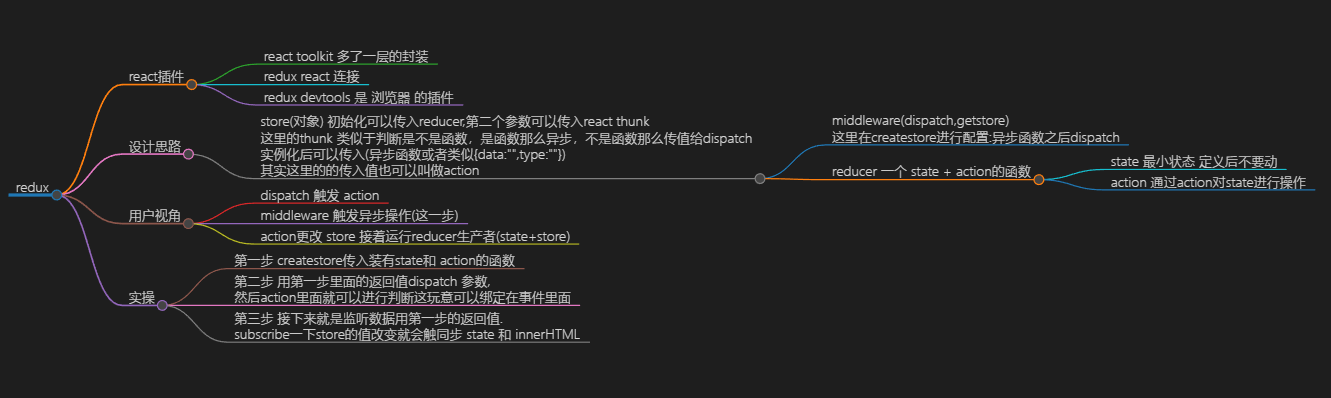 redux
react插件
react toolkit 多了一层的封装
redux react 连接
redux devtools 是 浏览器 的插件
设计思路
store(对象) 初始化可以传入reducer,第二个参数可以传入react thunk
这里的thunk 类似于判断是不是函数，是函数那么异步，不是函数那么传值给dispatch
实例化后可以传入(异步函数或者类似{data:"",type:""})
其实这里的的传入值也可以叫做action
middleware(dispatch,getstore)
这里在createstore进行配置:异步函数之后dispatch
reducer 一个 state + action的函数
state 最小状态 定义后不要动
action 通过action对state进行操作
用户视角
dispatch 触发 action
middleware 触发异步操作(这一步)
action更改 store 接着运行reducer生产者(state+store)
实操
第一步 createstore传入装有state和 action的函数
第二步 用第一步里面的返回值dispatch 参数,
然后action里面就可以进行判断这玩意可以绑定在事件里面
第三步 接下来就是监听数据用第一步的返回值.
subscribe一下store的值改变就会触同步 state 和 innerHTML